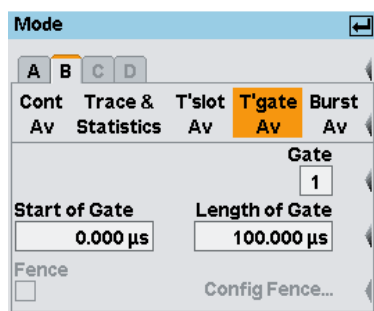 Mode
A B C D
Cont Trace & T'slot T'gate Burst
Av Statistics Av Av Av
Gate
1
Start of Gate Length of Gate
0.000 µs 100.000 µs
Fence
Config Fence...